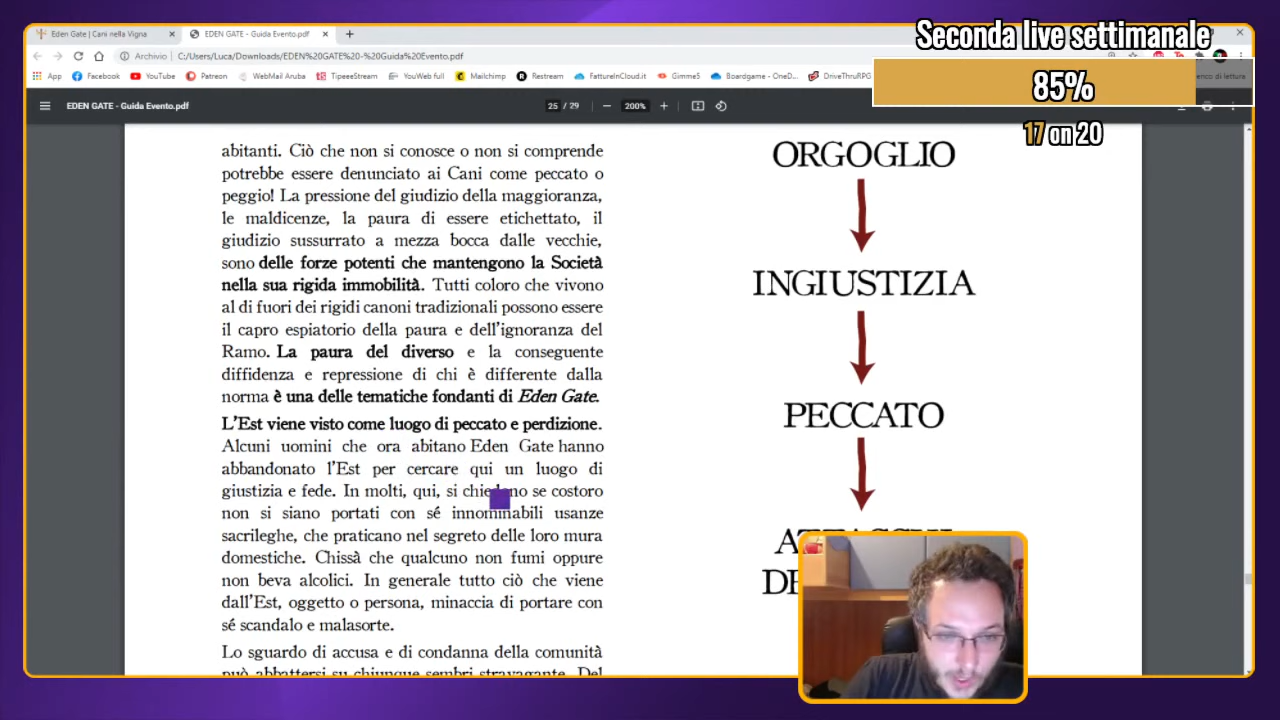 Seconda live settimanale
85%
17 on 20
Eden Gate | Cani nella Vigna
EDEN GATE - Guida Evento.pdf
Archivio
C:/Users/Luca/Downloads/EDEN%20GATE%20-%20Guida%20Evento.pdf
App Facebook YouTube Patreon WebMail Aruba TipeeeStream YouWeb full Mailchimp Restream FattureInCloud.it GimmeS Boardgame - OneD... DriveThruRPG
EDEN GATE - Guida Evento.pdf
25 / 29
200%
abitanti. Ciò che non si conosce o non si comprende
potrebbe essere denunciato ai Cani come peccato o
peggio! La pressione del giudizio della maggioranza,
le maldicenze, la paura di essere etichettato, il
giudizio sussurrato a mezza bocca dalle vecchie,
sono delle forze potenti che mantengono la Società
nella sua rigida immobilità. Tutti coloro che vivono
al di fuori dei rigidi canoni tradizionali possono essere
il capro espiatorio della paura e dell'ignoranza del
Ramo. La paura del diverso e la conseguente
diffidenza e repressione di chi è differente dalla
norma è una delle tematiche fondanti di Eden Gate.
L'Est viene visto come luogo di peccato e perdizione.
Alcuni uomini che ora abitano Eden Gate hanno
abbandonato l'Est per cercare qui un luogo di
giustizia e fede. In molti, qui, si chiedono se costoro
non si siano portati con sé innominabili usanze
sacrileghe, che praticano nel segreto delle loro mura
domestiche. Chissà che qualcuno non fumi oppure
non beva alcolici. In generale tutto ciò che viene
dall'Est, oggetto o persona, minaccia di portare con
sé scandalo e malasorte.
Lo sguardo di accusa e di condanna della comunità
può abbattersi su chiunque sembri stravagante. Del
ORGOGLIO
INGIUSTIZIA
PECCATO